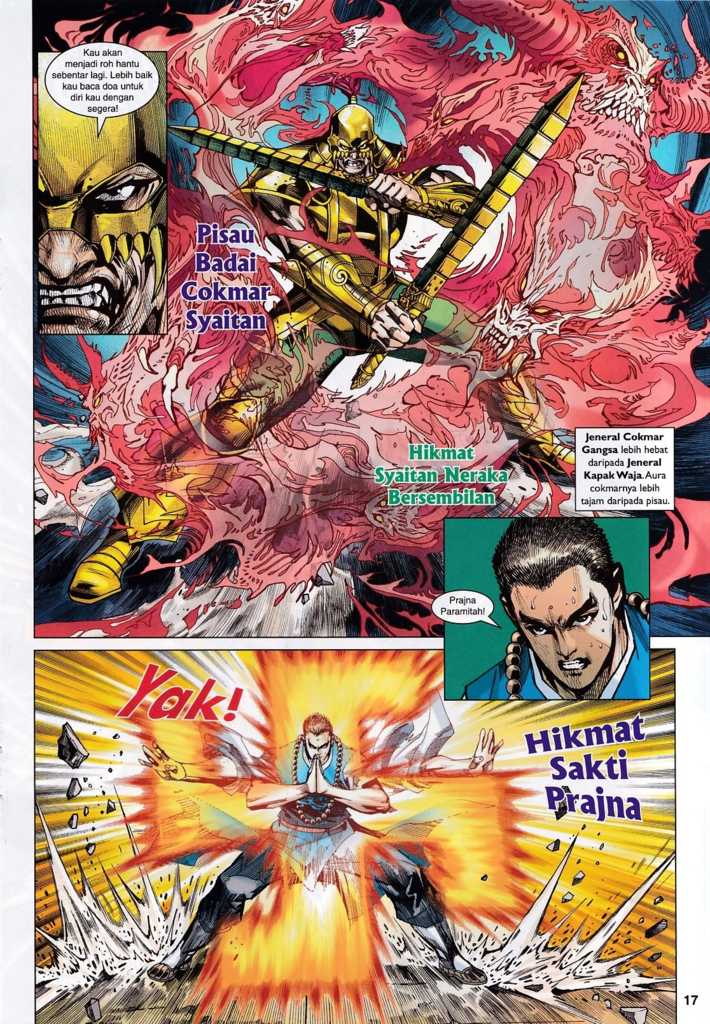 Kau akan
menjadi roh hantu
sebentar lagi. Lebih baik
kau baca doa untuk
diri kau dengan
segera!
Pisau
Badai
Cokmar
Syaitan
Hikmat
Syaitan Neraka
Bersembilan
Jeneral Cokmar
Gangsa lebih hebat
daripada Jeneral
Kapak Waja. Aura
cokmarnya lebih
tajam daripada pisau.
Prajna
Paramitah!
Yak!
Hikmat
Sakti
Prajna
17